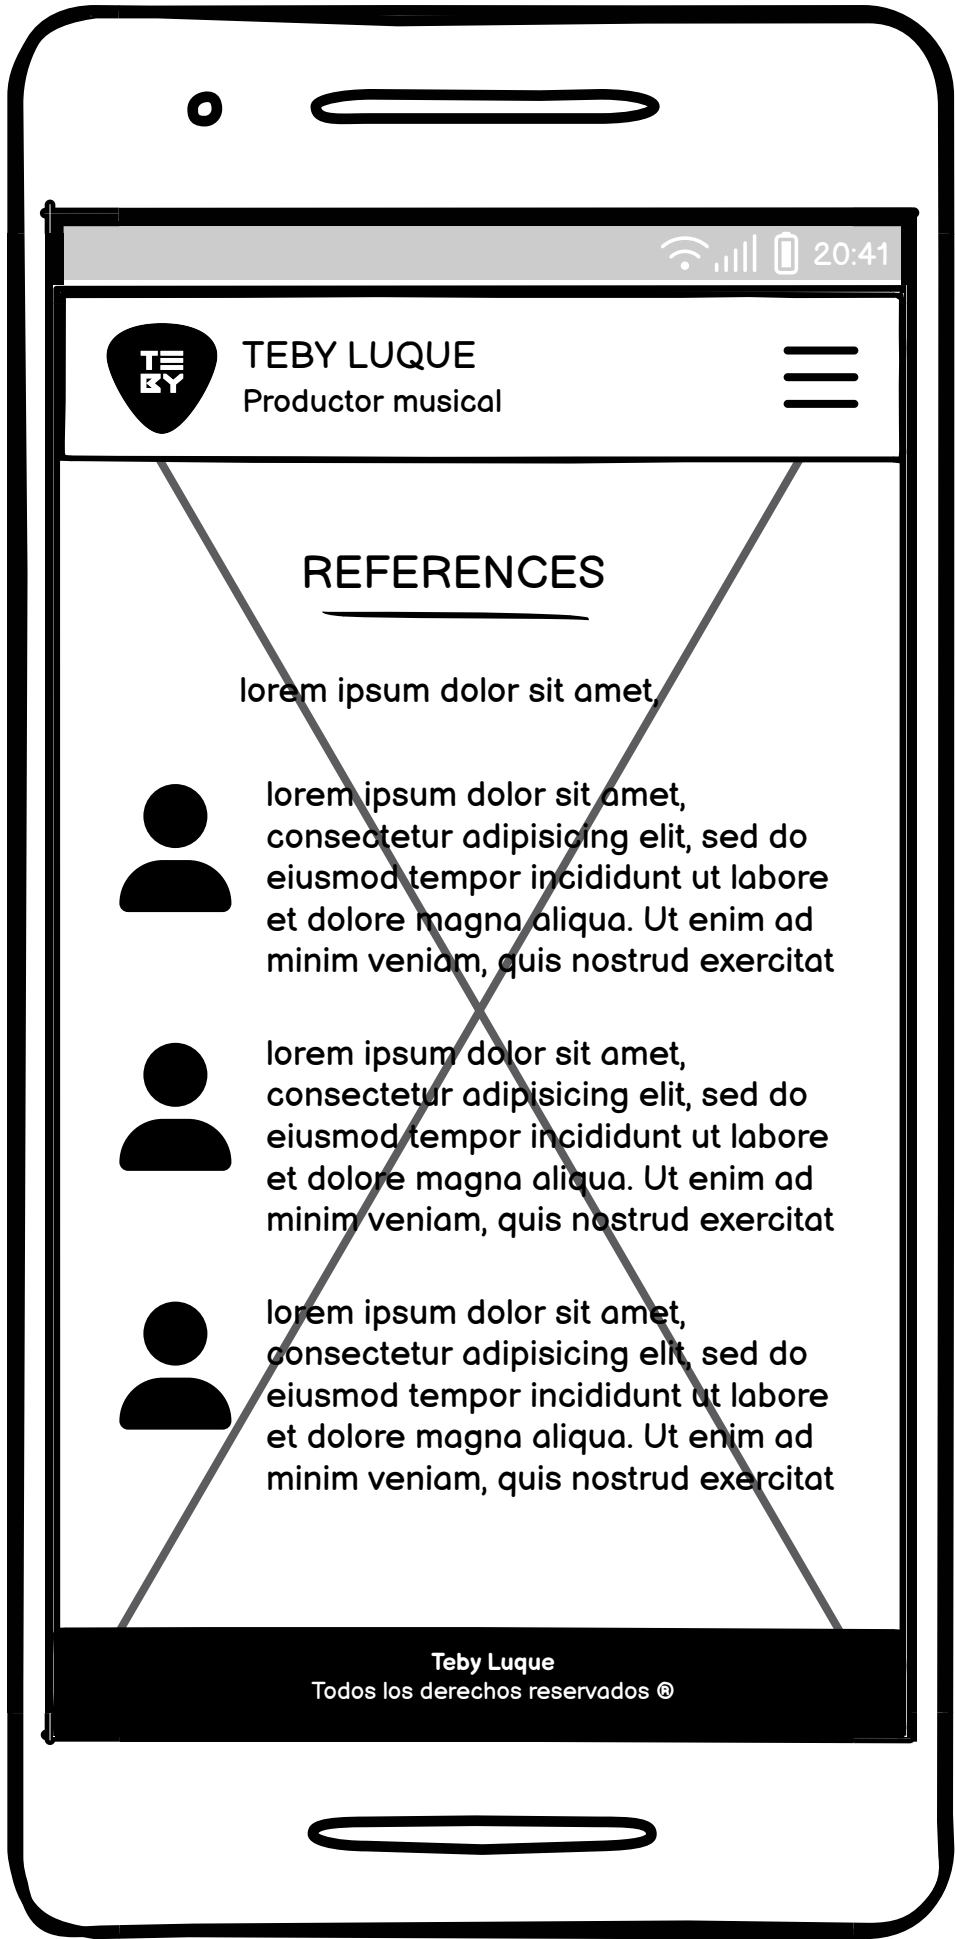 20:41
TE
BY
TEBY LUQUE
Productor musical
REFERENCES
lorem ipsum dolor sit amet,
lorem ipsum dolor sit amet,
consectetur adipisicing elit, sed do
eiusmod tempor incididunt ut labore
et dolore magna aliqua. Ut enim ad
minim veniam, quis nostrud exercitat
lorem ipsum dolor sit amet,
consectetur adipisicing elit, sed do
eiusmod tempor incididunt ut labore
et dolore magna aliqua. Ut enim ad
minim veniam, quis nostrud exercitat
lorem ipsum dolor sit amet,
consectetur adipisicing elit, sed do
eiusmod tempor incididunt ut labore
et dolore magna aliqua. Ut enim ad
minim veniam, quis nostrud exercitat
Teby Luque
Todos los derechos reservados ®